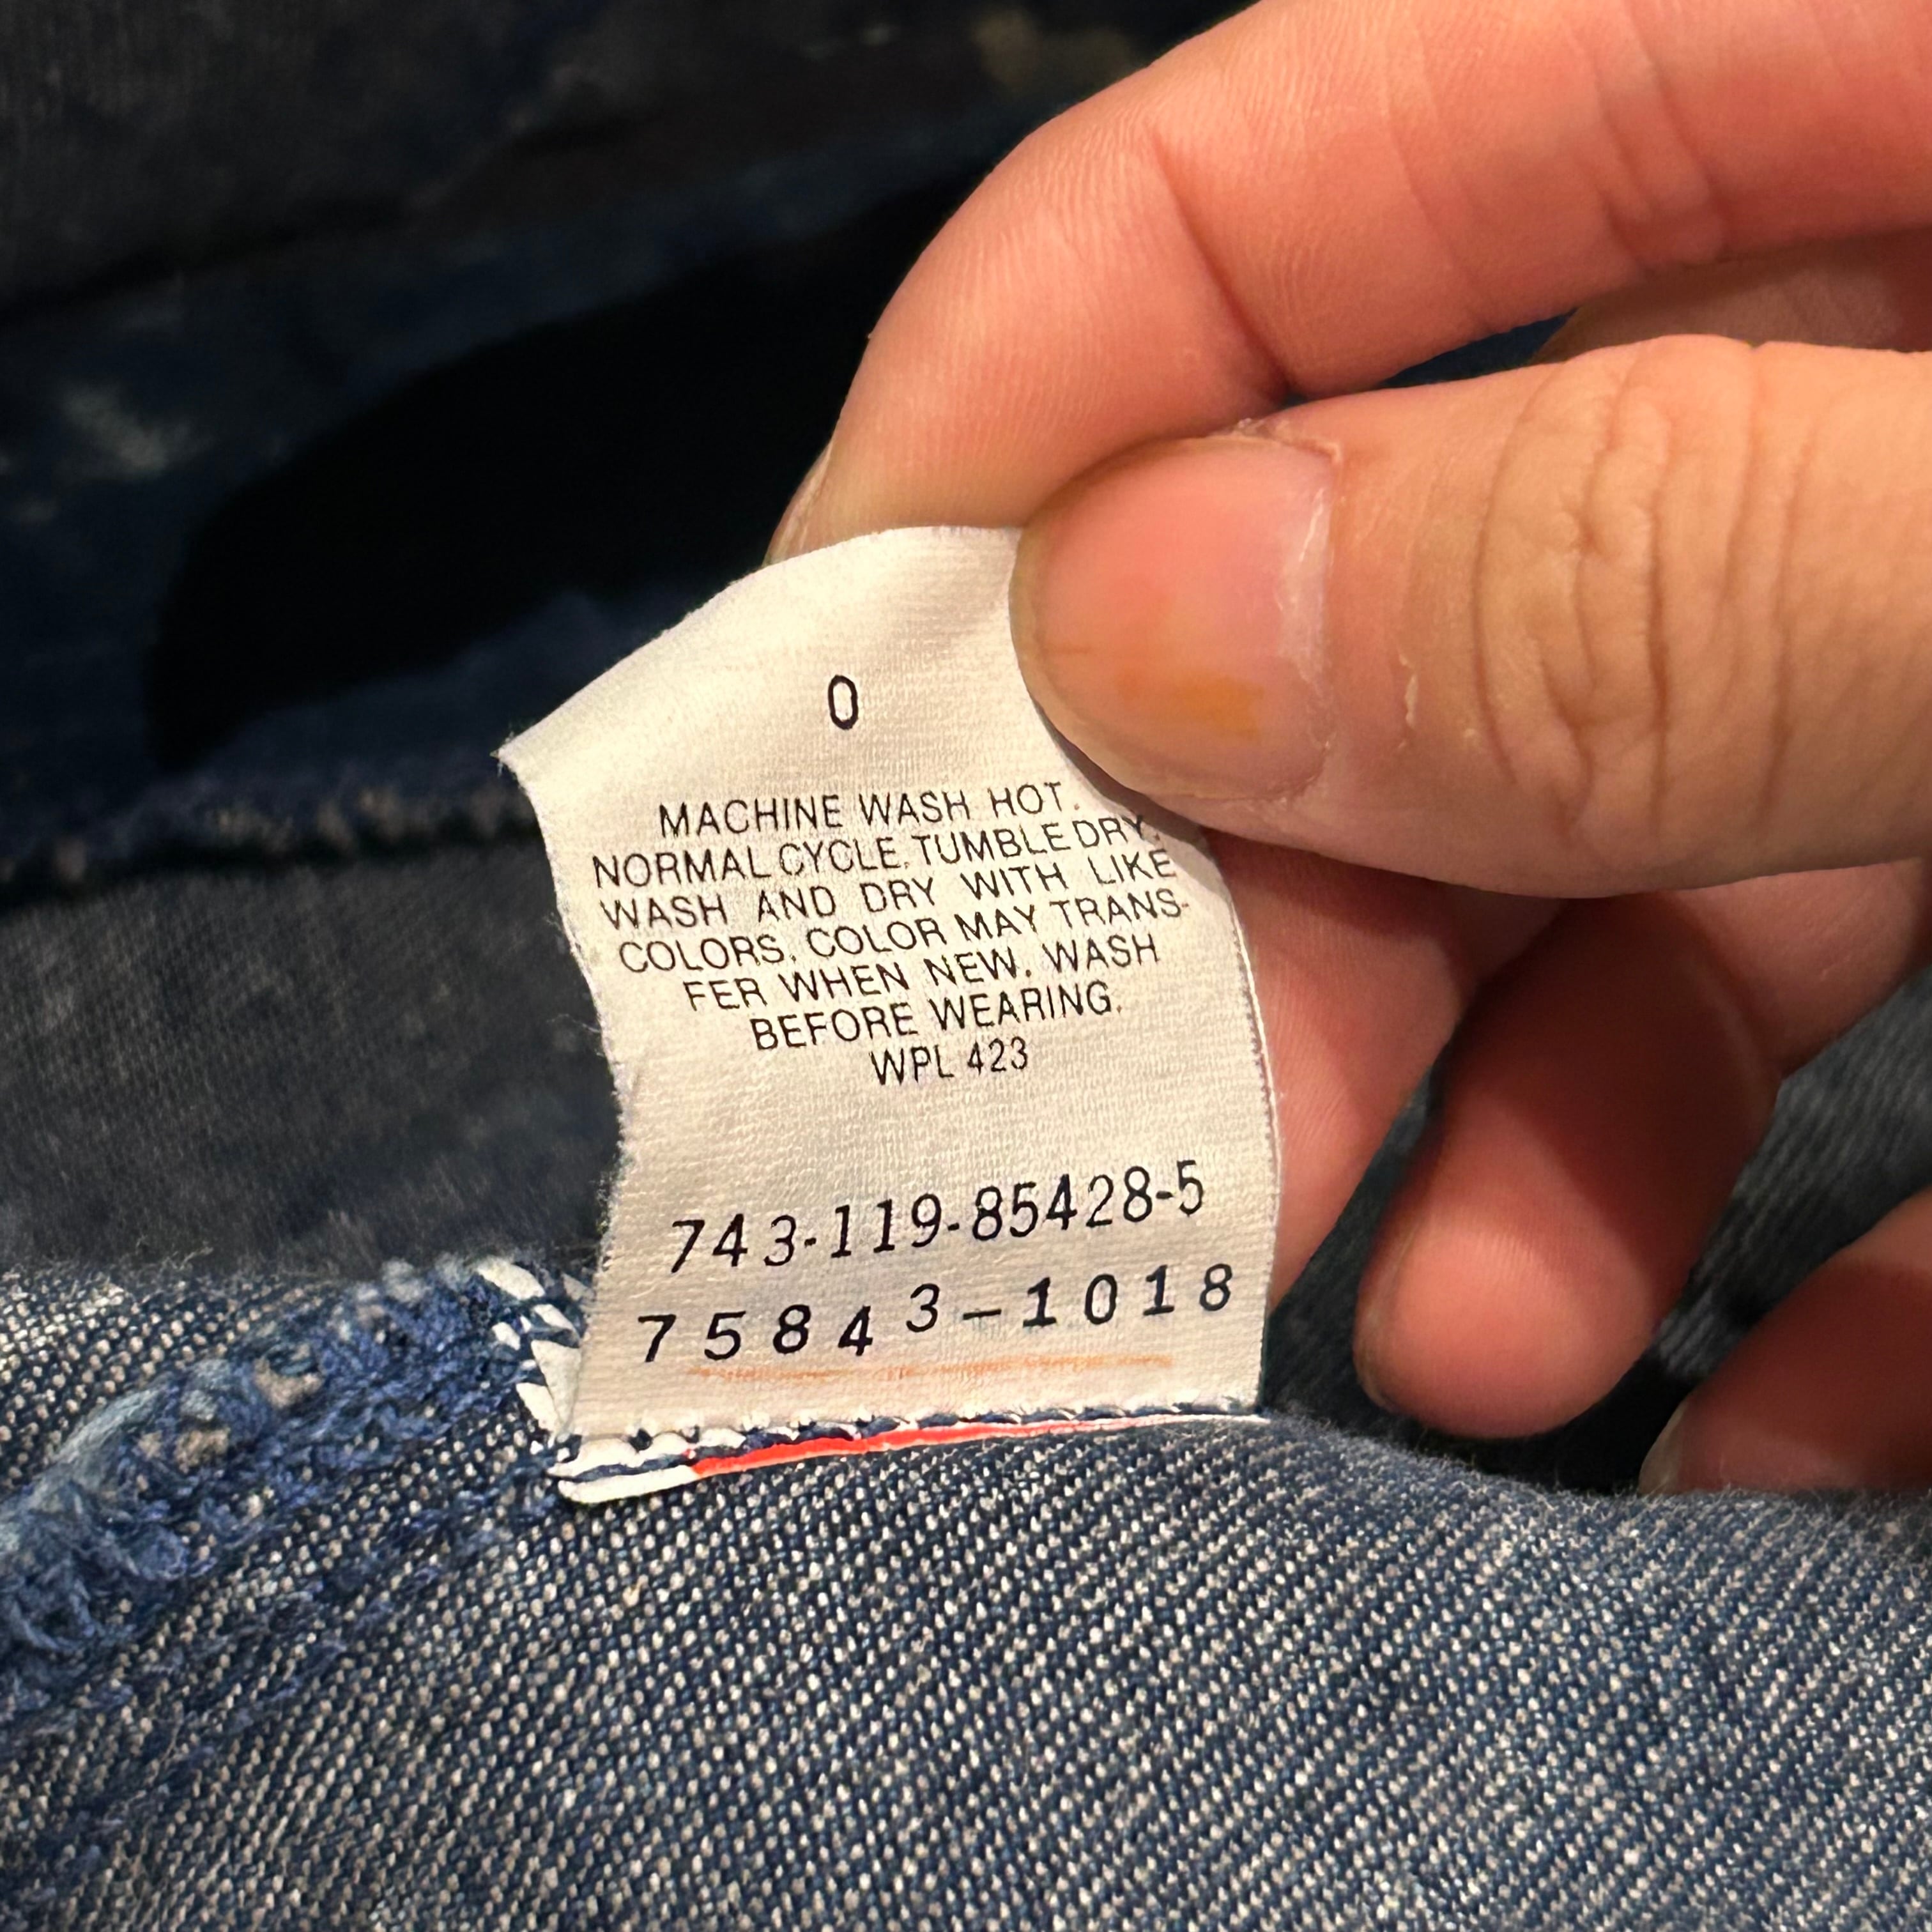 0
MACHINE WASH HOT.
NORMAL CYCLE. TUMBLE DRY.
WASH AND DRY WITH LIKE
COLORS. COLOR MAY TRANS-
FER WHEN NEW. WASH
BEFORE WEARING.
WPL 423
743-119-85428-5
75843-1018